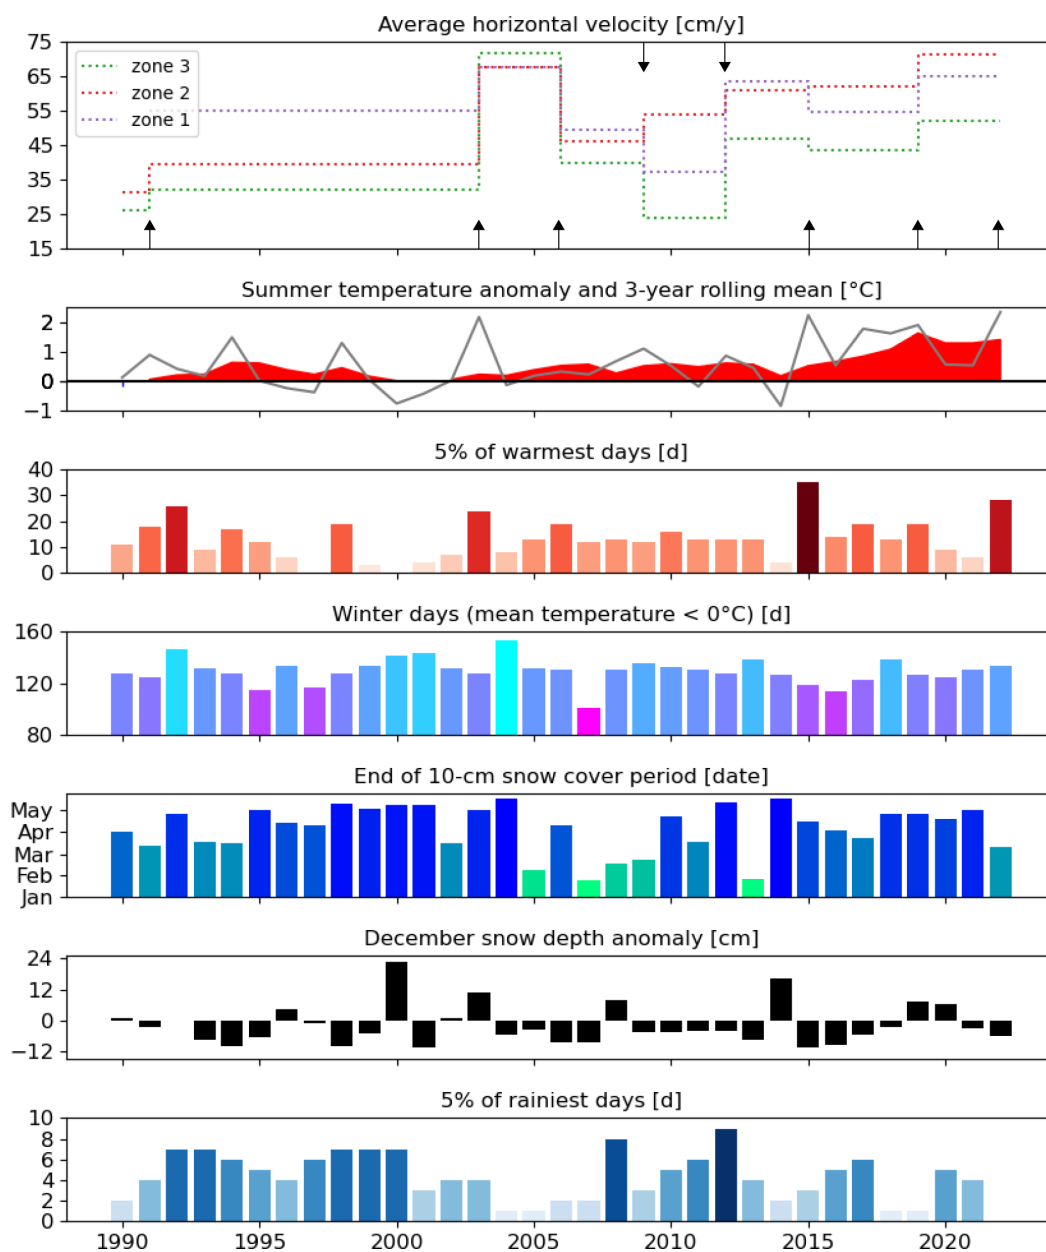 Average horizontal velocity [cm/y]
75
65
55
45
35
25
15
zone 3
zone 2
zone 1
Summer temperature anomaly and 3-year rolling mean [°C]
2
1
0
−1
5% of warmest days [d]
40
30
20
10
0
Winter days (mean temperature < 0°C) [d]
160
120
80
End of 10-cm snow cover period [date]
May
Apr
Mar
Feb
Jan
December snow depth anomaly [cm]
24
12
0
−12
5% of rainiest days [d]
10
8
6
4
2
0
1990 1995 2000 2005 2010 2015 2020